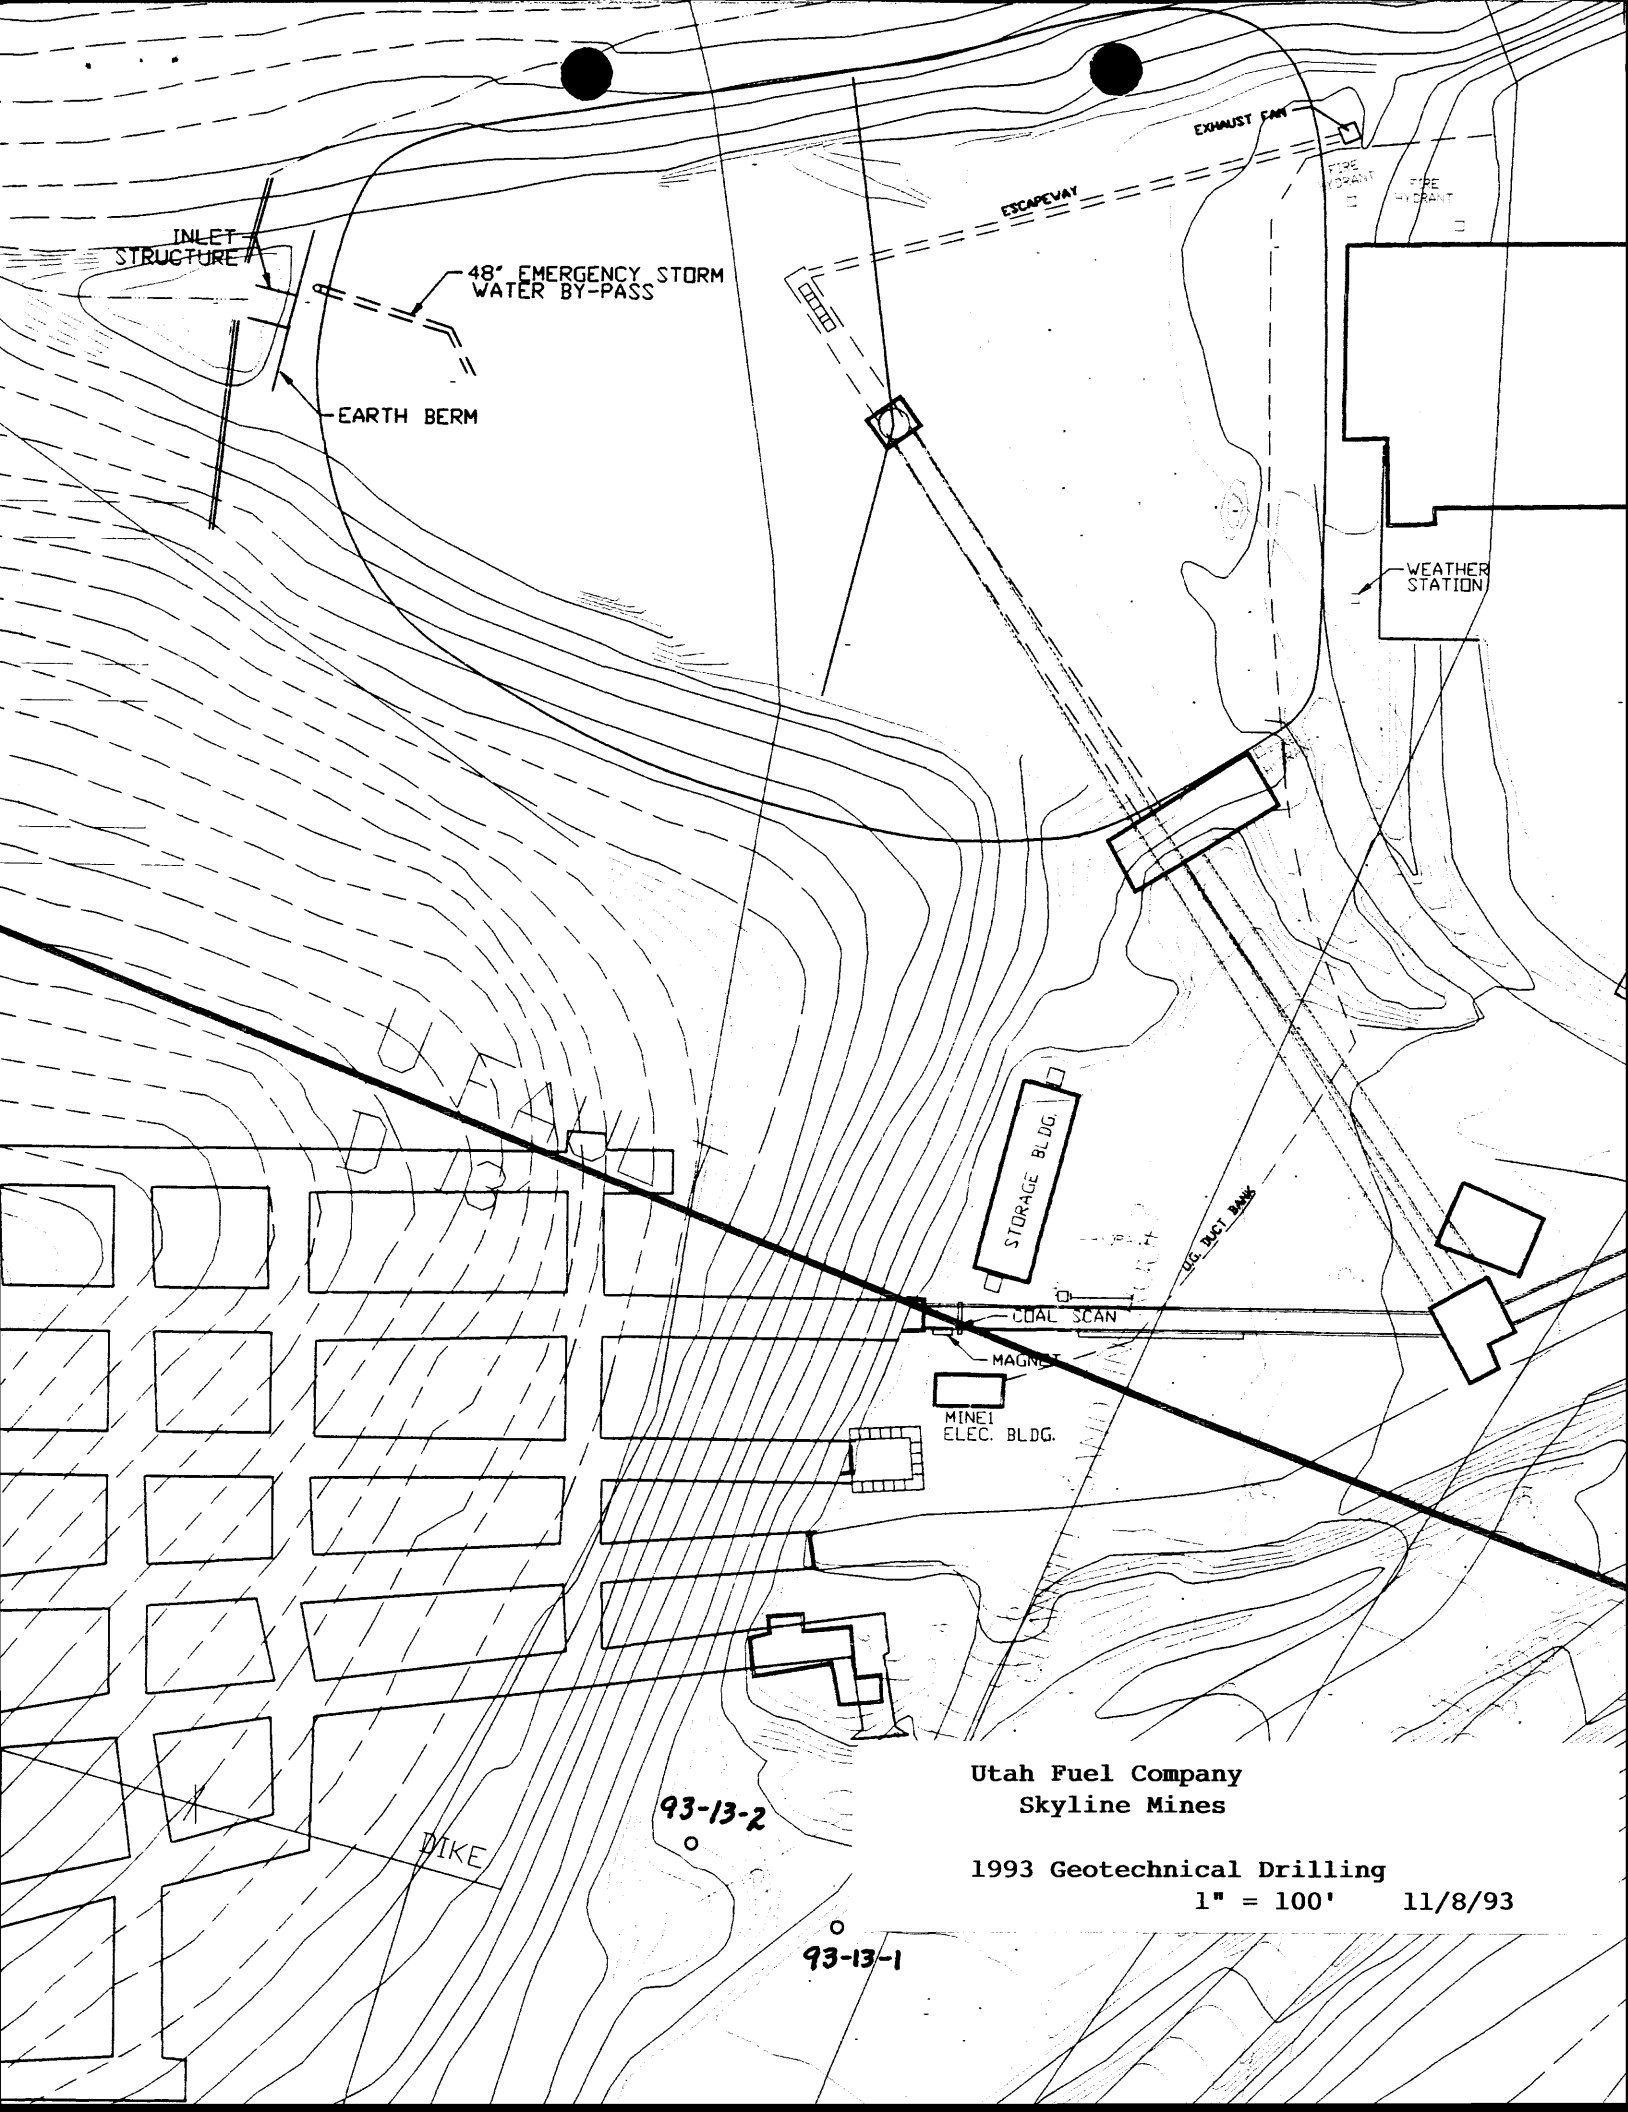 EXHAUST FAN
FIRE
FIRE
HYDRANT
ESCAPEWAY
INLET
STRUCTURE
48" EMERGENCY STORM
WATER BY-PASS
EARTH BERM
WEATHER
STATION
STORAGE BLDG.
U.G. DUCT BANK
COAL SCAN
MAGNET
MINE1
ELEC. BLDG.
Utah Fuel Company
Skyline Mines
93-13-2
DIKE
1993 Geotechnical Drilling
1" = 100' 11/8/93
93-13-1